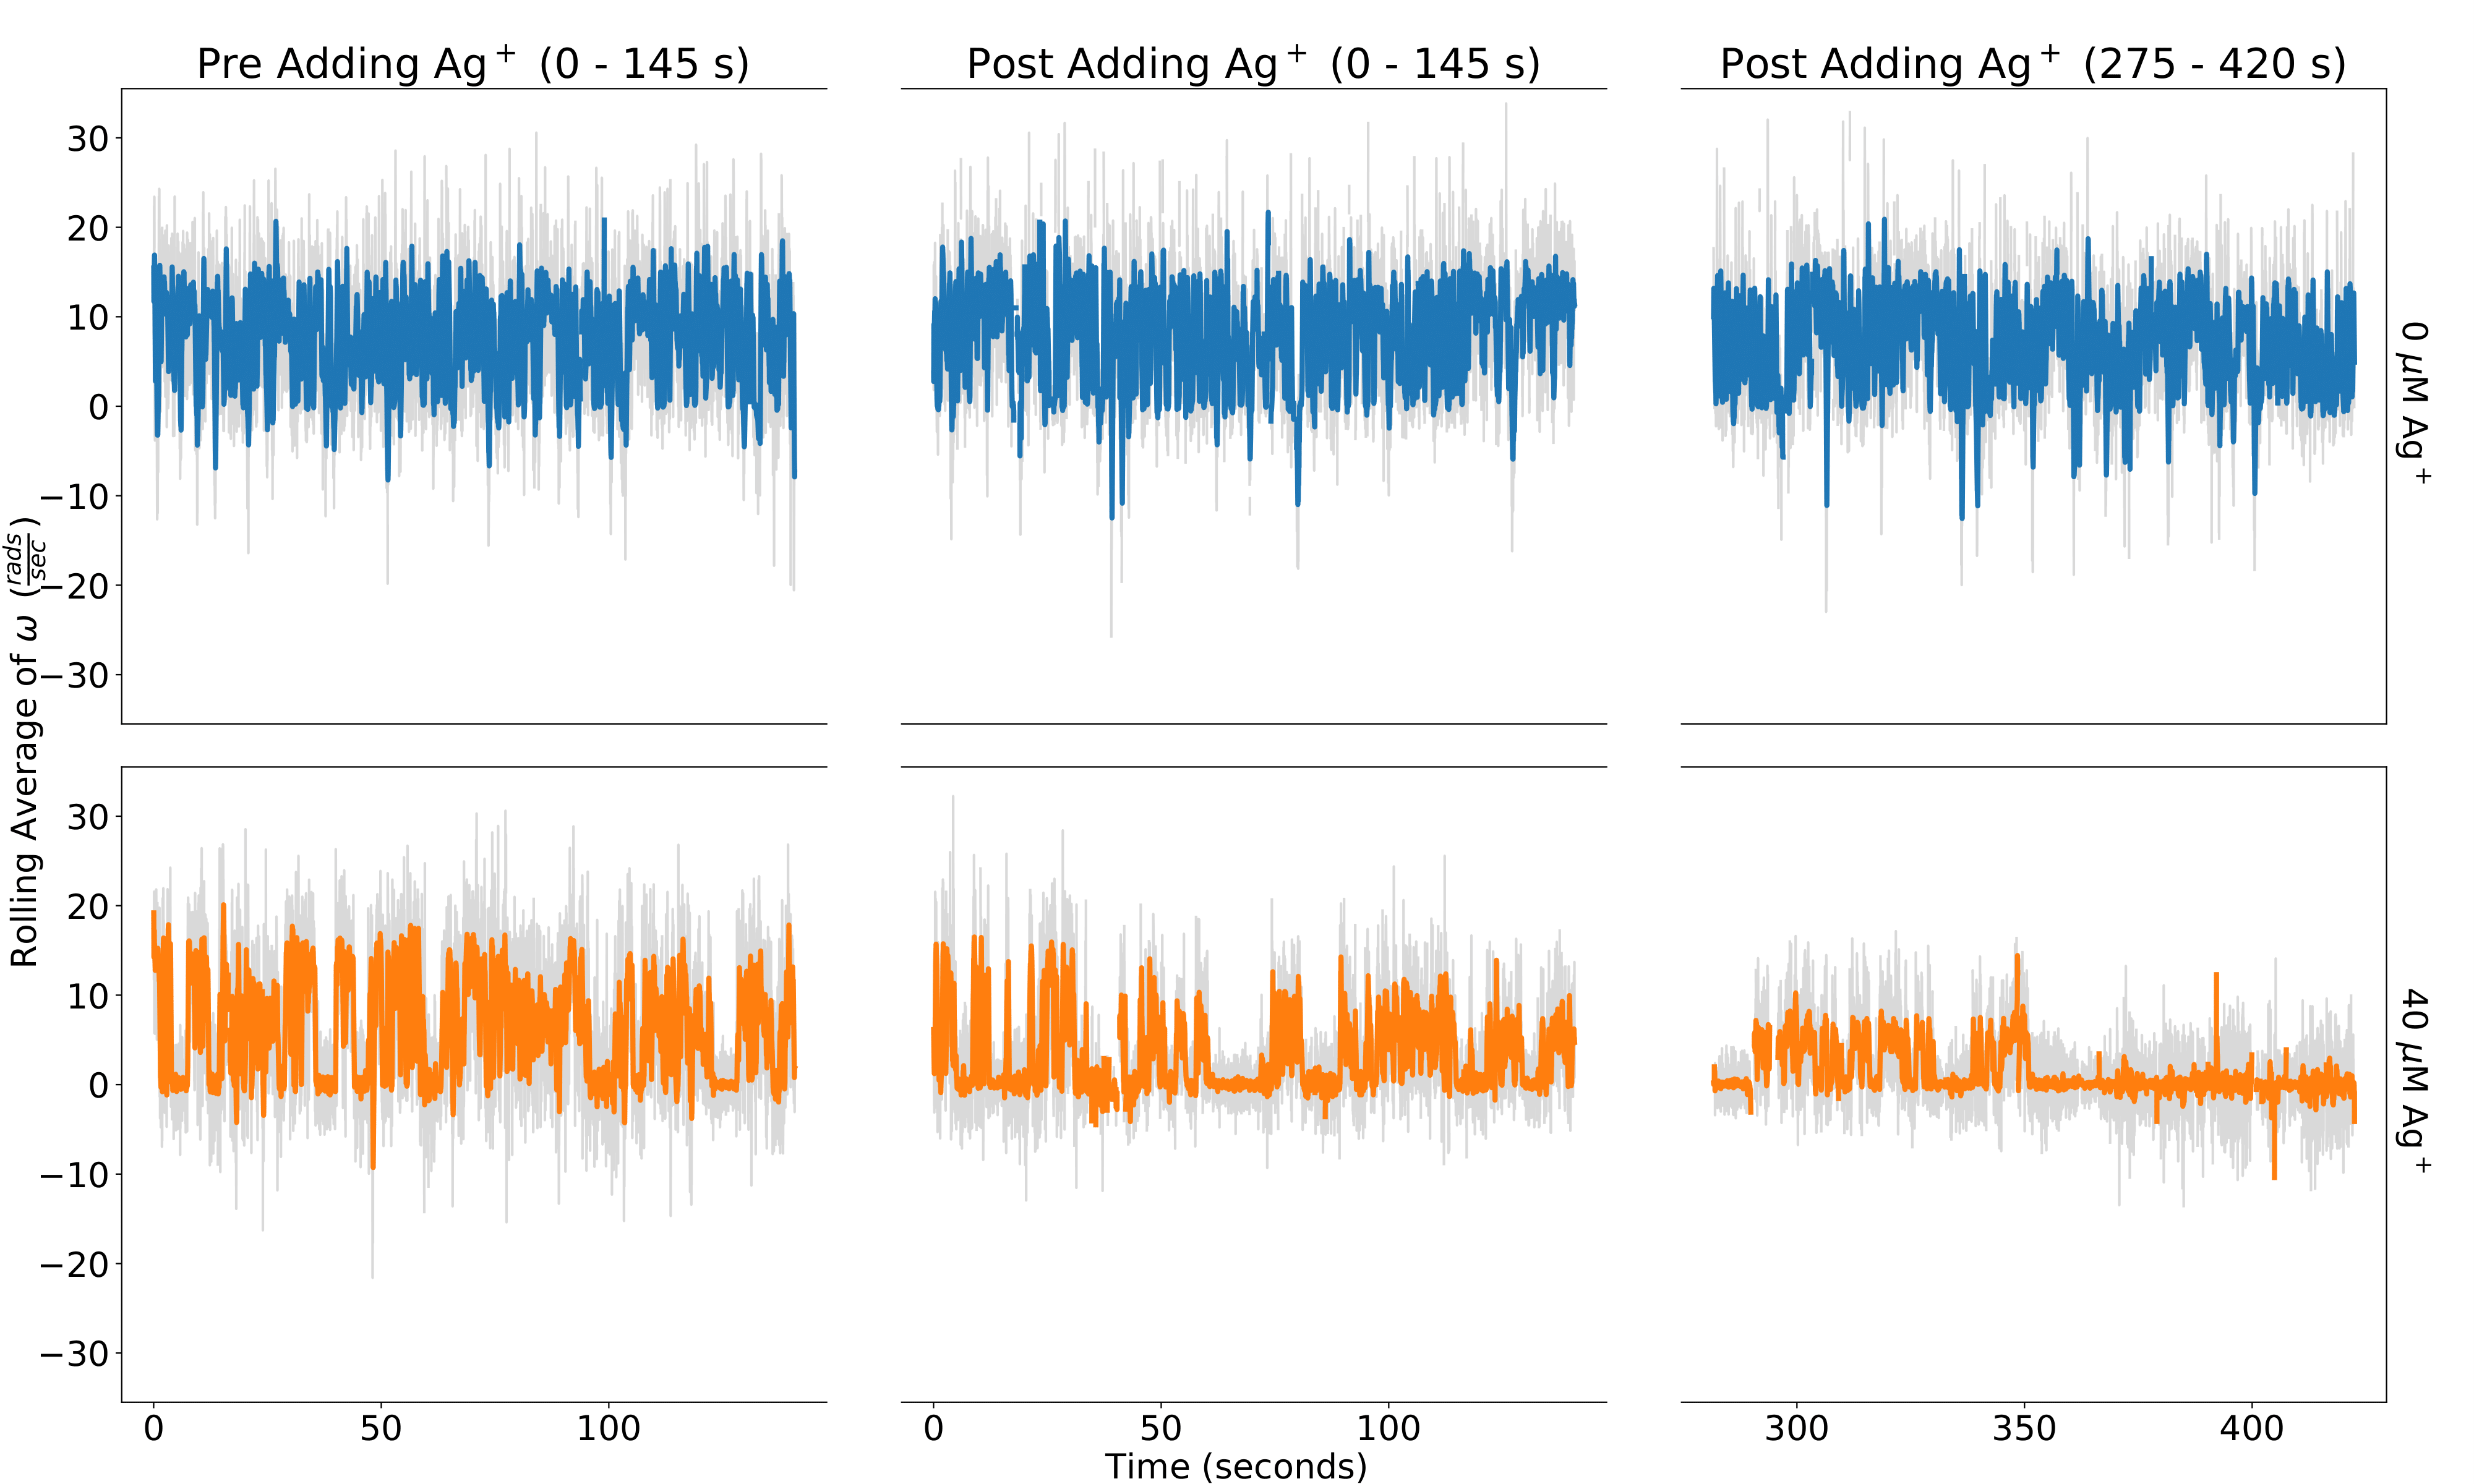 Pre Adding Ag⁺ (0 - 145 s)
Post Adding Ag⁺ (0 - 145 s)
Post Adding Ag⁺ (275 - 420 s)
30
20
10
0
−10
−20
−30
0 μM Ag⁺
Rolling Average of ω (rads/sec)
30
20
10
0
−10
−20
−30
40 μM Ag⁺
0 50 100
0 50 100
300 350 400
Time (seconds)